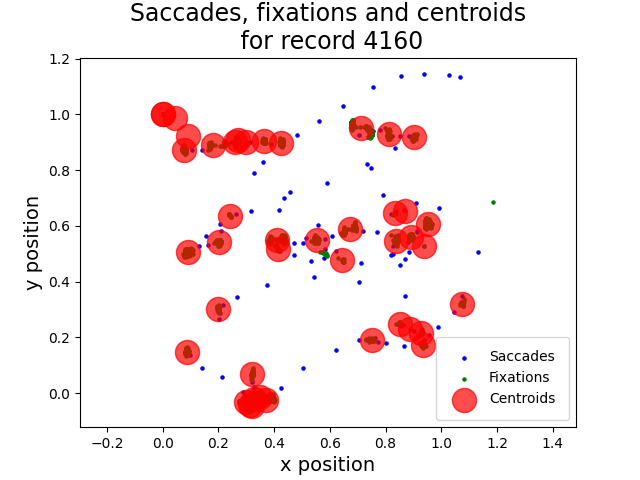 Saccades, fixations and centroids
for record 4160
1.2
1.0
0.8
0.6
0.4
0.2
0.0
y position
−0.2 0.0 0.2 0.4 0.6 0.8 1.0 1.2 1.4
x position
Saccades
Fixations
Centroids